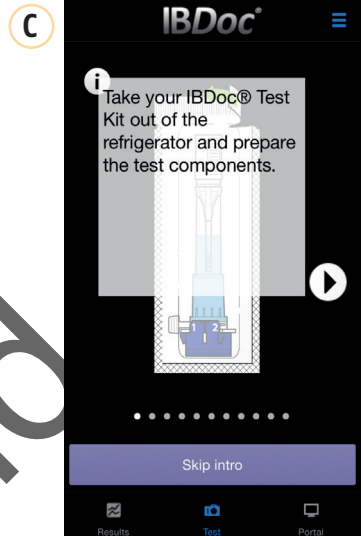 C
IBDoc®
i
Take your IBDoc® Test
Kit out of the
refrigerator and prepare
the test components.
1 2
Skip intro
Results Test Portal